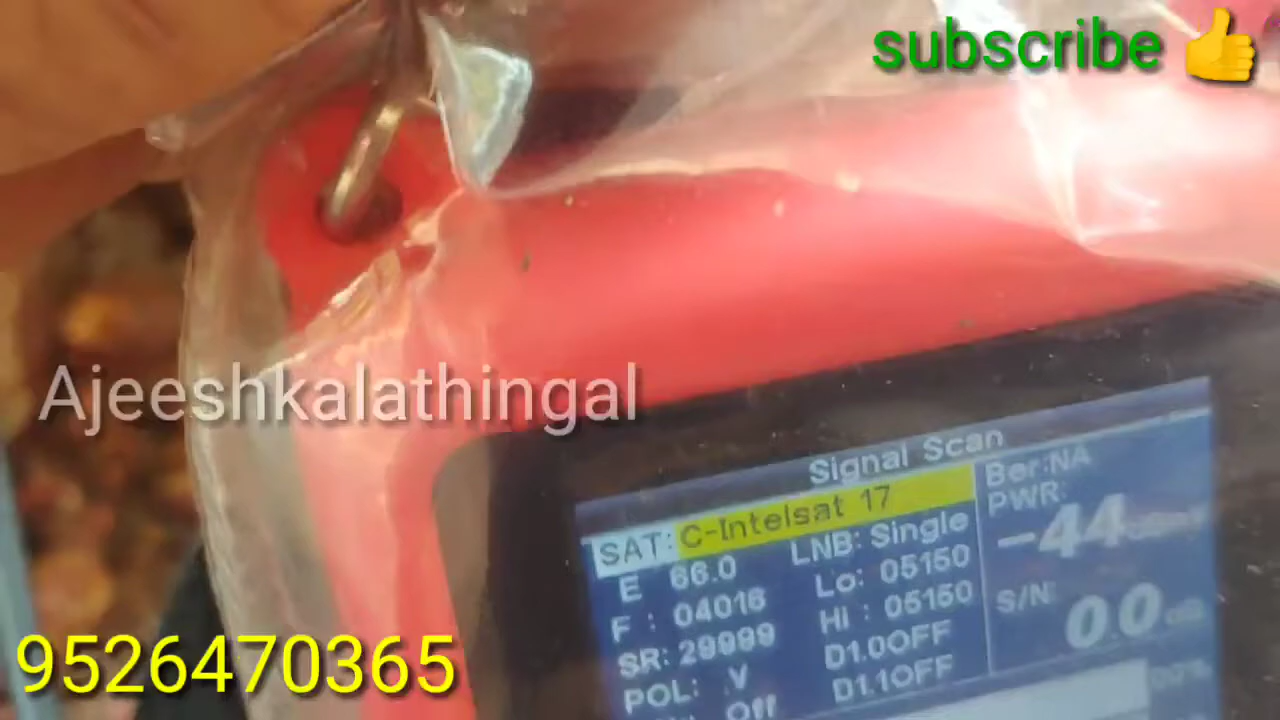 subscribe 👍
Ajeeshkalathingal
9526470365
Signal Scan
SAT: C-Intelsat 17
E 66.0 LNB: Single
F : 04016 Lo: 05150
SR: 29999 Hi : 05150
POL: V D1.0OFF
Off D1.1OFF
Ber:NA
PWR:
-44
S/N:
0.0